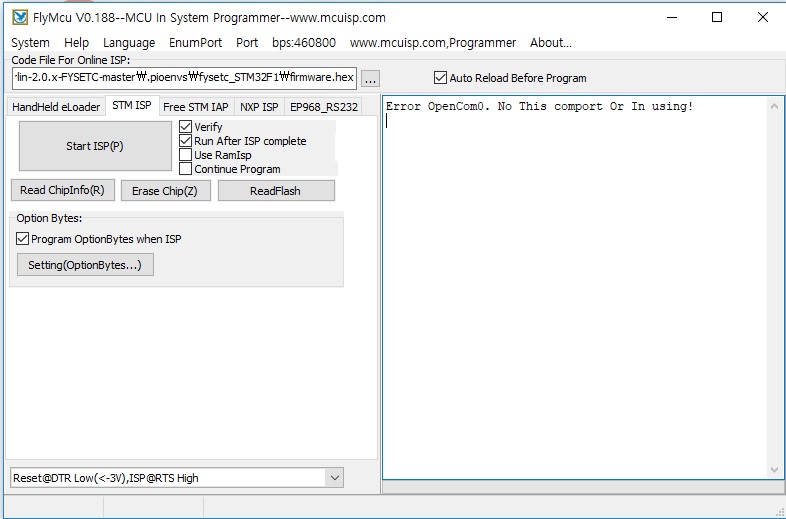 FlyMcu V0.188--MCU In System Programmer--www.mcuisp.com
System Help Language EnumPort Port bps:460800 www.mcuisp.com,Programmer About...
Code File For Online ISP:
lin-2.0.x-FYSETC-master₩.pioenvs₩fysetc_STM32F1₩firmware.hex ... Auto Reload Before Program
HandHeld eLoader STM ISP Free STM IAP NXP ISP EP968_RS232
Start ISP(P)
Verify
Run After ISP complete
Use RamIsp
Continue Program
Read ChipInfo(R) Erase Chip(Z) ReadFlash
Option Bytes:
Program OptionBytes when ISP
Setting(OptionBytes...)
Reset@DTR Low(<-3V),ISP@RTS High
Error OpenCom0. No This comport Or In using!